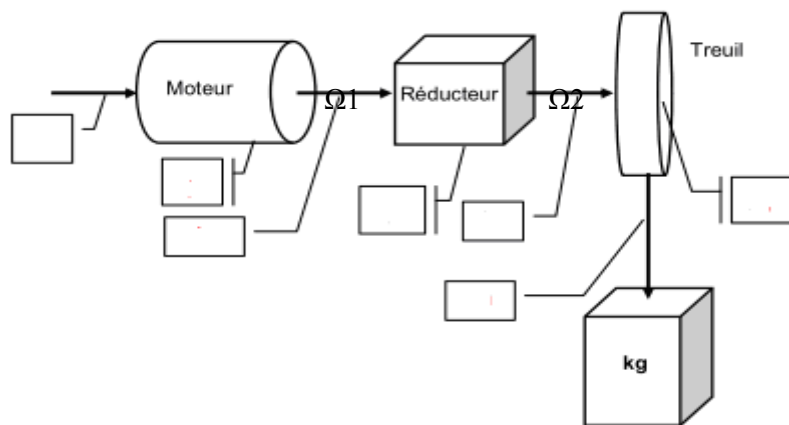 Treuil
Moteur
Ω1
Réducteur
Ω2
kg